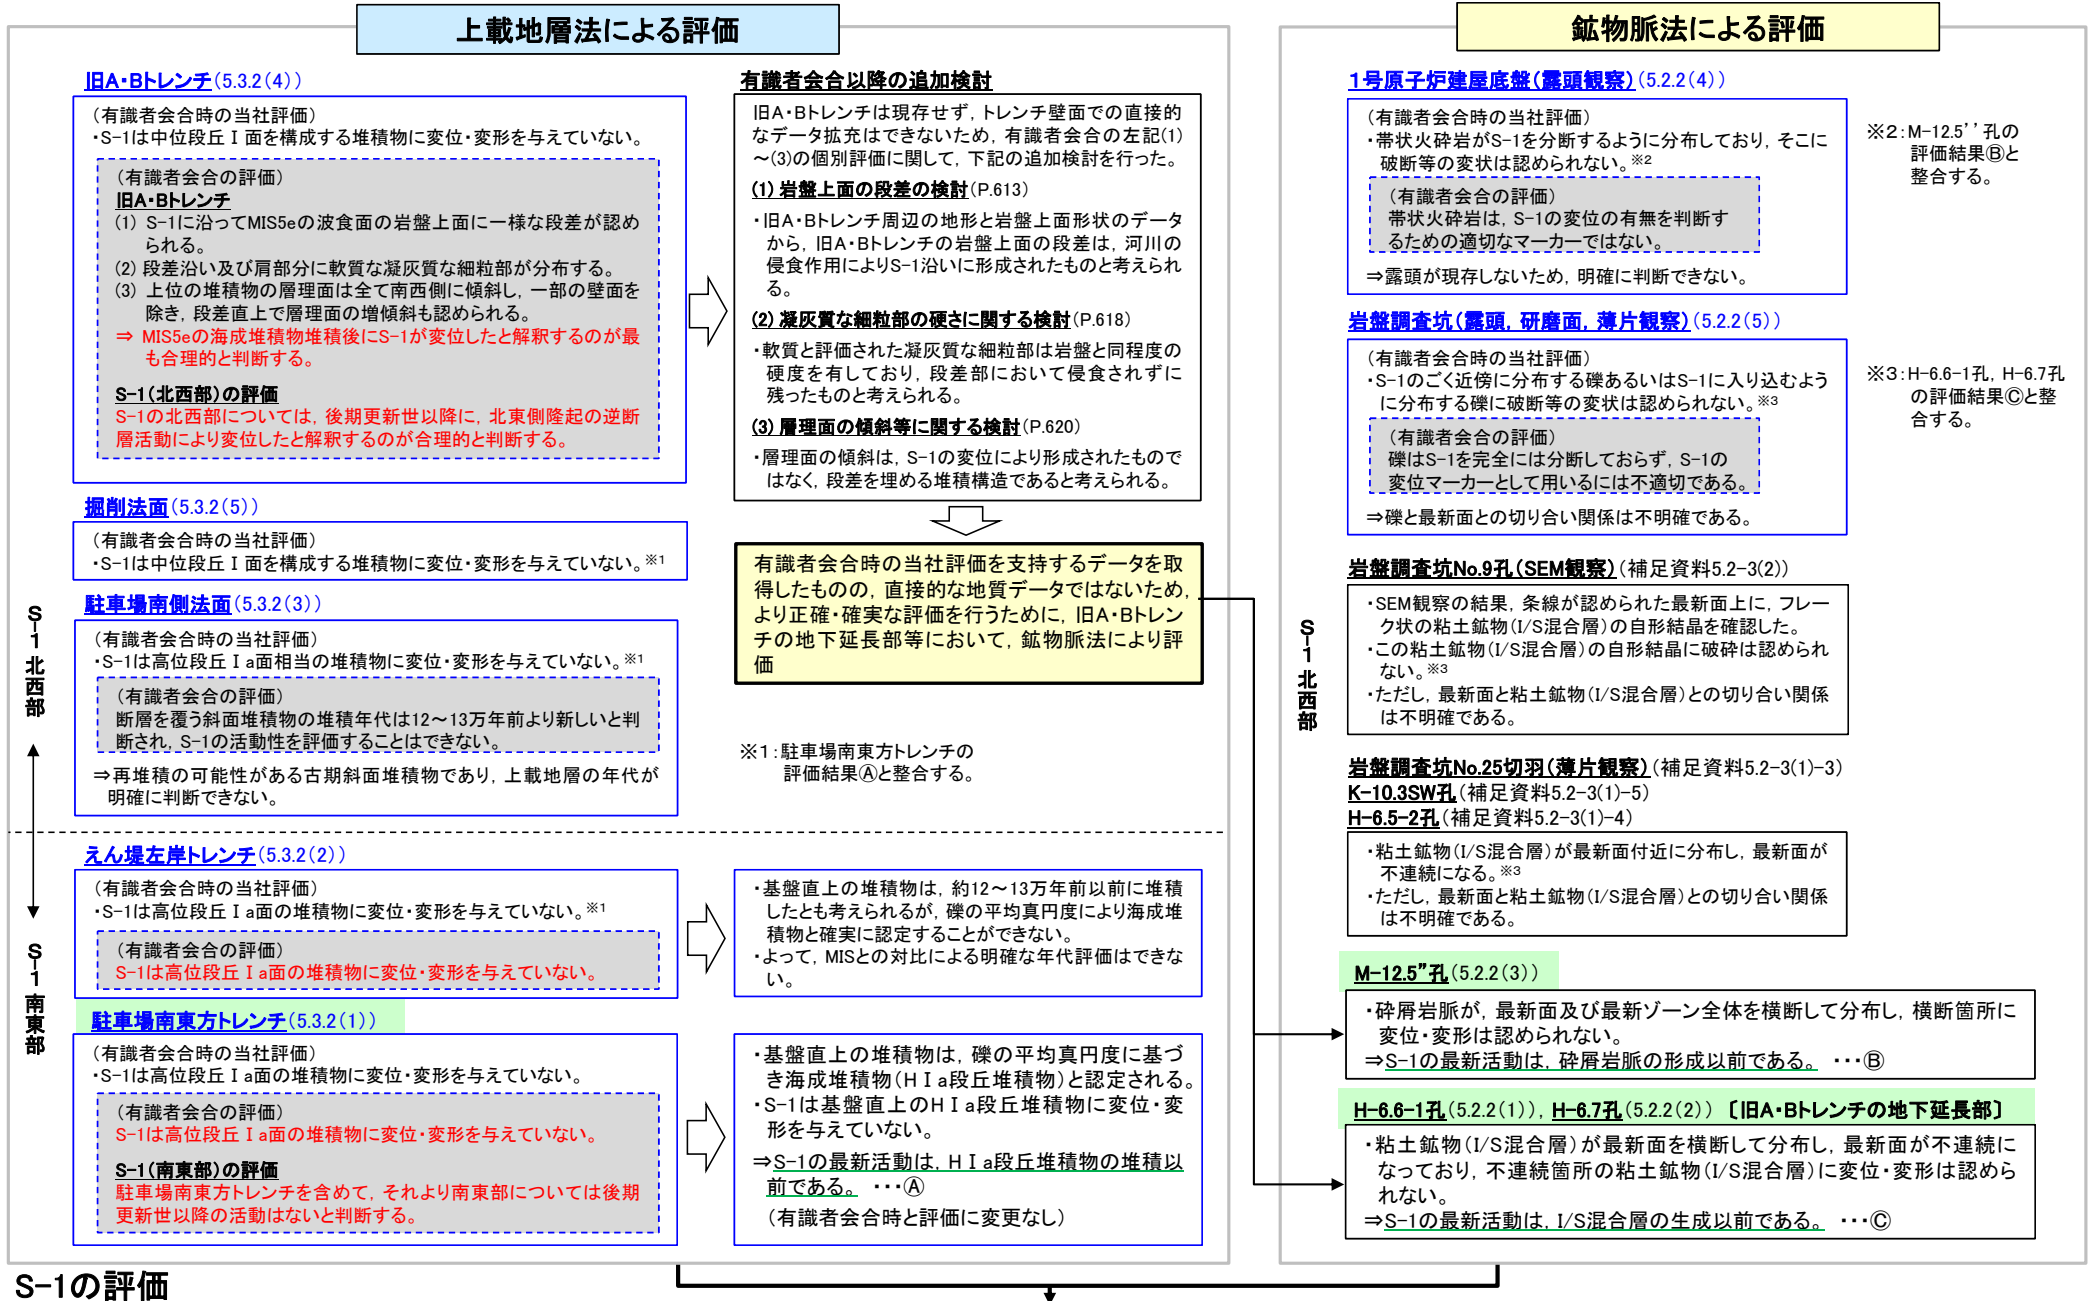 上載地層法による評価
旧A・Bトレンチ(5.3.2(4))
(有識者会合時の当社評価)
・S-1は中位段丘Ⅰ面を構成する堆積物に変位・変形を与えていない。
(有識者会合の評価)
旧A・Bトレンチ
(1) S-1に沿ってMIS5eの波食面の岩盤上面に一様な段差が認め
られる。
(2) 段差沿い及び肩部分に軟質な凝灰質な細粒部が分布する。
(3) 上位の堆積物の層理面は全て南西側に傾斜し, 一部の壁面を
除き, 段差直上で層理面の増傾斜も認められる。
⇒ MIS5eの海成堆積物堆積後にS-1が変位したと解釈するのが最
も合理的と判断する。
S-1(北西部)の評価
S-1の北西部については, 後期更新世以降に, 北東側隆起の逆断
層活動により変位したと解釈するのが合理的と判断する。
掘削法面(5.3.2(5))
(有識者会合時の当社評価)
・S-1は中位段丘Ⅰ面を構成する堆積物に変位・変形を与えていない。※1
駐車場南側法面(5.3.2(3))
(有識者会合時の当社評価)
・S-1は高位段丘Ⅰa面相当の堆積物に変位・変形を与えていない。※1
(有識者会合の評価)
断層を覆う斜面堆積物の堆積年代は12～13万年前より新しいと判
断され, S-1の活動性を評価することはできない。
⇒再堆積の可能性がある古期斜面堆積物であり, 上載地層の年代が
明確に判断できない。
S-1 北西部
S-1 南東部
えん堤左岸トレンチ(5.3.2(2))
(有識者会合時の当社評価)
・S-1は高位段丘Ⅰa面の堆積物に変位・変形を与えていない。※1
(有識者会合の評価)
S-1は高位段丘Ⅰa面の堆積物に変位・変形を与えていない。
駐車場南東方トレンチ(5.3.2(1))
(有識者会合時の当社評価)
・S-1は高位段丘Ⅰa面の堆積物に変位・変形を与えていない。
(有識者会合の評価)
S-1は高位段丘Ⅰa面の堆積物に変位・変形を与えていない。
S-1(南東部)の評価
駐車場南東方トレンチを含めて, それより南東部については後期
更新世以降の活動はないと判断する。
有識者会合以降の追加検討
旧A・Bトレンチは現存せず, トレンチ壁面での直接的
なデータ拡充はできないため, 有識者会合の左記(1)
～(3)の個別評価に関して, 下記の追加検討を行った。
(1) 岩盤上面の段差の検討(P.613)
・旧A・Bトレンチ周辺の地形と岩盤上面形状のデータ
から, 旧A・Bトレンチの岩盤上面の段差は, 河川の
侵食作用によりS-1沿いに形成されたものと考えられ
る。
(2) 凝灰質な細粒部の硬さに関する検討(P.618)
・軟質と評価された凝灰質な細粒部は岩盤と同程度の
硬度を有しており, 段差部において侵食されずに
残ったものと考えられる。
(3) 層理面の傾斜等に関する検討(P.620)
・層理面の傾斜は, S-1の変位により形成されたもので
はなく, 段差を埋める堆積構造であると考えられる。
有識者会合時の当社評価を支持するデータを取
得したものの, 直接的な地質データではないため,
より正確・確実な評価を行うために, 旧A・Bトレン
チの地下延長部等において, 鉱物脈法により評
価
※1:駐車場南東方トレンチの
評価結果Ⓐと整合する。
・基盤直上の堆積物は, 約12～13万年前以前に堆積
したとも考えられるが, 礫の平均真円度により海成堆
積物と確実に認定することができない。
・よって, MISとの対比による明確な年代評価はできな
い。
・基盤直上の堆積物は, 礫の平均真円度に基づ
き海成堆積物(HⅠa段丘堆積物)と認定される。
・S-1は基盤直上のHⅠa段丘堆積物に変位・変
形を与えていない。
⇒S-1の最新活動は, HⅠa段丘堆積物の堆積以
前である。 ・・・Ⓐ
(有識者会合時と評価に変更なし)
鉱物脈法による評価
1号原子炉建屋底盤(露頭観察)(5.2.2(4))
(有識者会合時の当社評価)
・帯状火砕岩がS-1を分断するように分布しており, そこに
破断等の変状は認められない。※2
(有識者会合の評価)
帯状火砕岩は, S-1の変位の有無を判断す
るための適切なマーカーではない。
⇒露頭が現存しないため, 明確に判断できない。
※2:M-12.5''孔の
評価結果Ⓑと
整合する。
岩盤調査坑(露頭, 研磨面, 薄片観察)(5.2.2(5))
(有識者会合時の当社評価)
・S-1のごく近傍に分布する礫あるいはS-1に入り込むよう
に分布する礫に破断等の変状は認められない。※3
(有識者会合の評価)
礫はS-1を完全には分断しておらず, S-1の
変位マーカーとして用いるには不適切である。
⇒礫と最新面との切り合い関係は不明確である。
※3:H-6.6-1孔, H-6.7孔
の評価結果Ⓒと整
合する。
岩盤調査坑No.9孔(SEM観察)(補足資料5.2-3(2))
・SEM観察の結果, 条線が認められた最新面上に, フレー
ク状の粘土鉱物(I/S混合層)の自形結晶を確認した。
・この粘土鉱物(I/S混合層)の自形結晶に破砕は認められ
ない。※3
・ただし, 最新面と粘土鉱物(I/S混合層)との切り合い関係
は不明確である。
S-1 北西部
岩盤調査坑No.25切羽(薄片観察)(補足資料5.2-3(1)-3)
K-10.3SW孔(補足資料5.2-3(1)-5)
H-6.5-2孔(補足資料5.2-3(1)-4)
・粘土鉱物(I/S混合層)が最新面付近に分布し, 最新面が
不連続になる。※3
・ただし, 最新面と粘土鉱物(I/S混合層)との切り合い関係
は不明確である。
M-12.5”孔(5.2.2(3))
・砕屑岩脈が, 最新面及び最新ゾーン全体を横断して分布し, 横断箇所に
変位・変形は認められない。
⇒S-1の最新活動は, 砕屑岩脈の形成以前である。 ・・・Ⓑ
H-6.6-1孔(5.2.2(1)), H-6.7孔(5.2.2(2)) 〔旧A・Bトレンチの地下延長部〕
・粘土鉱物(I/S混合層)が最新面を横断して分布し, 最新面が不連続に
なっており, 不連続箇所の粘土鉱物(I/S混合層)に変位・変形は認めら
れない。
⇒S-1の最新活動は, I/S混合層の生成以前である。 ・・・Ⓒ
S-1の評価